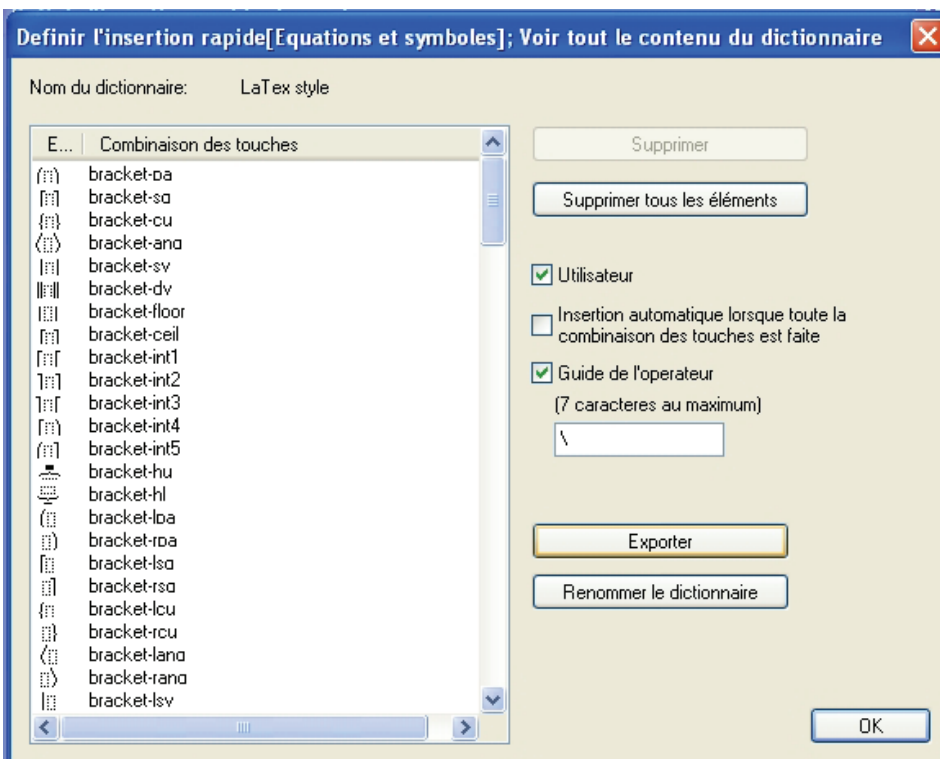 Definir l'insertion rapide[Equations et symboles]; Voir tout le contenu du dictionnaire
Nom du dictionnaire: LaTex style
E... Combinaison des touches
bracket-pa
bracket-sq
bracket-cu
bracket-ang
bracket-sv
bracket-dv
bracket-floor
bracket-ceil
bracket-int1
bracket-int2
bracket-int3
bracket-int4
bracket-int5
bracket-hu
bracket-hl
bracket-lpa
bracket-rpa
bracket-lsq
bracket-rsq
bracket-lcu
bracket-rcu
bracket-lang
bracket-rang
bracket-lsv
Supprimer
Supprimer tous les éléments
Utilisateur
Insertion automatique lorsque toute la
combinaison des touches est faite
Guide de l'operateur
(7 caracteres au maximum)
\
Exporter
Renommer le dictionnaire
OK